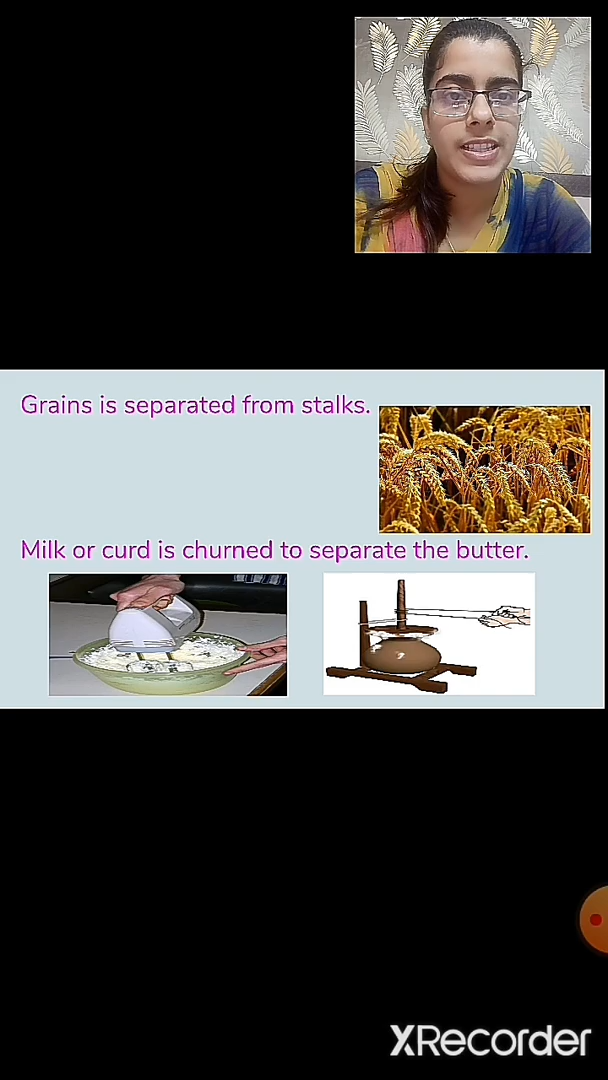 Grains is separated from stalks.
Milk or curd is churned to separate the butter.
XRecorder